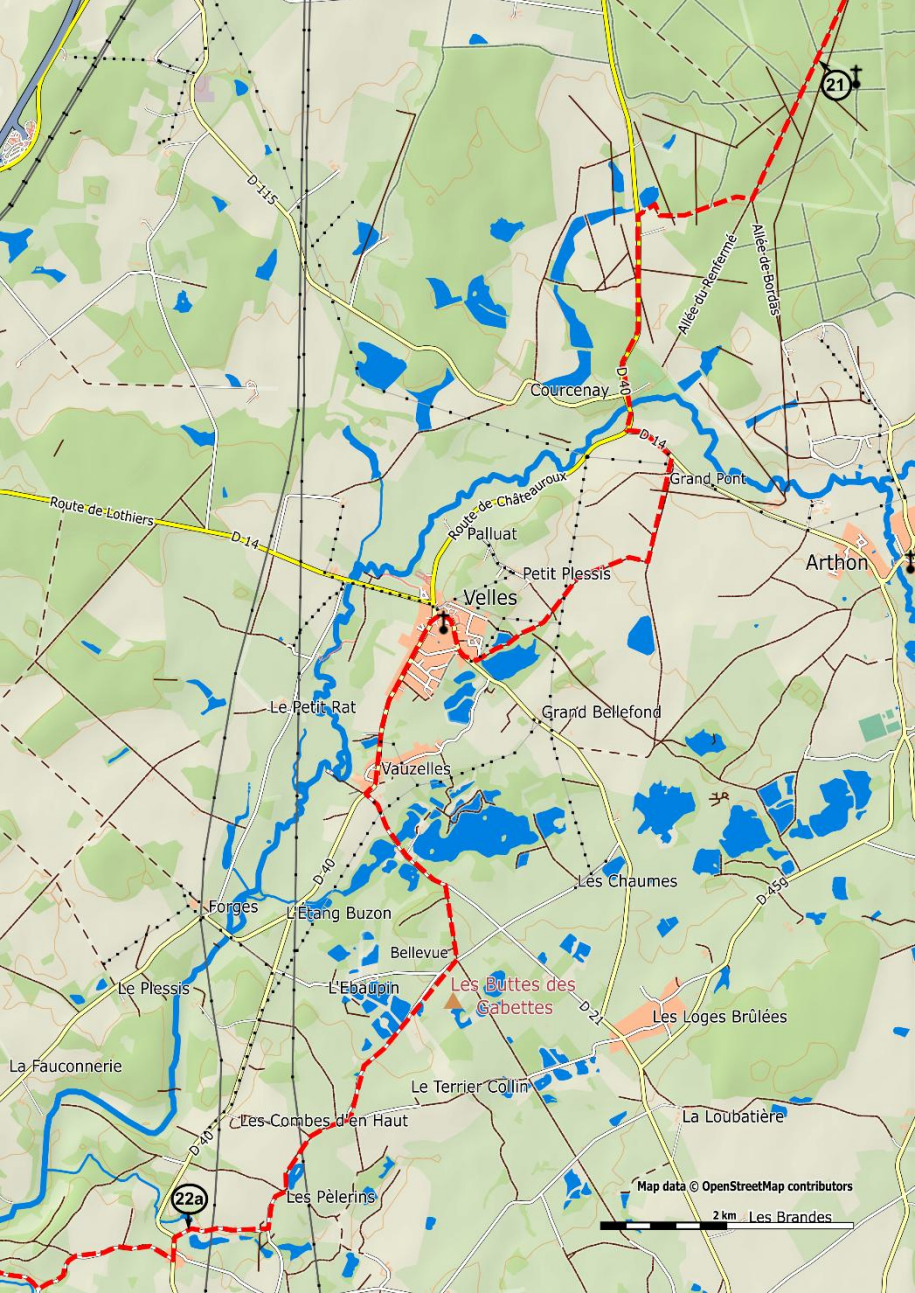 21
D 115
Allée du Renfermé
Allée de Bordas
D 40
Courcenay
D 14
Grand Pont
Route de Lothiers
D 14
Route de Châteauroux
Palluat
Arthon
Petit Plessis
Velles
Le Petit Rat
Grand Bellefond
Vauzelles
D 40
Les Chaumes
D 45g
Forges
L'Etang Buzon
Bellevue
Le Plessis
L'Ebaupin
Les Buttes des
Gabettes
D 21
Les Loges Brûlées
La Fauconnerie
Le Terrier Collin
Les Combes d'en Haut
La Loubatière
D 40
22a
Les Pèlerins
Map data © OpenStreetMap contributors
2 km
Les Brandes